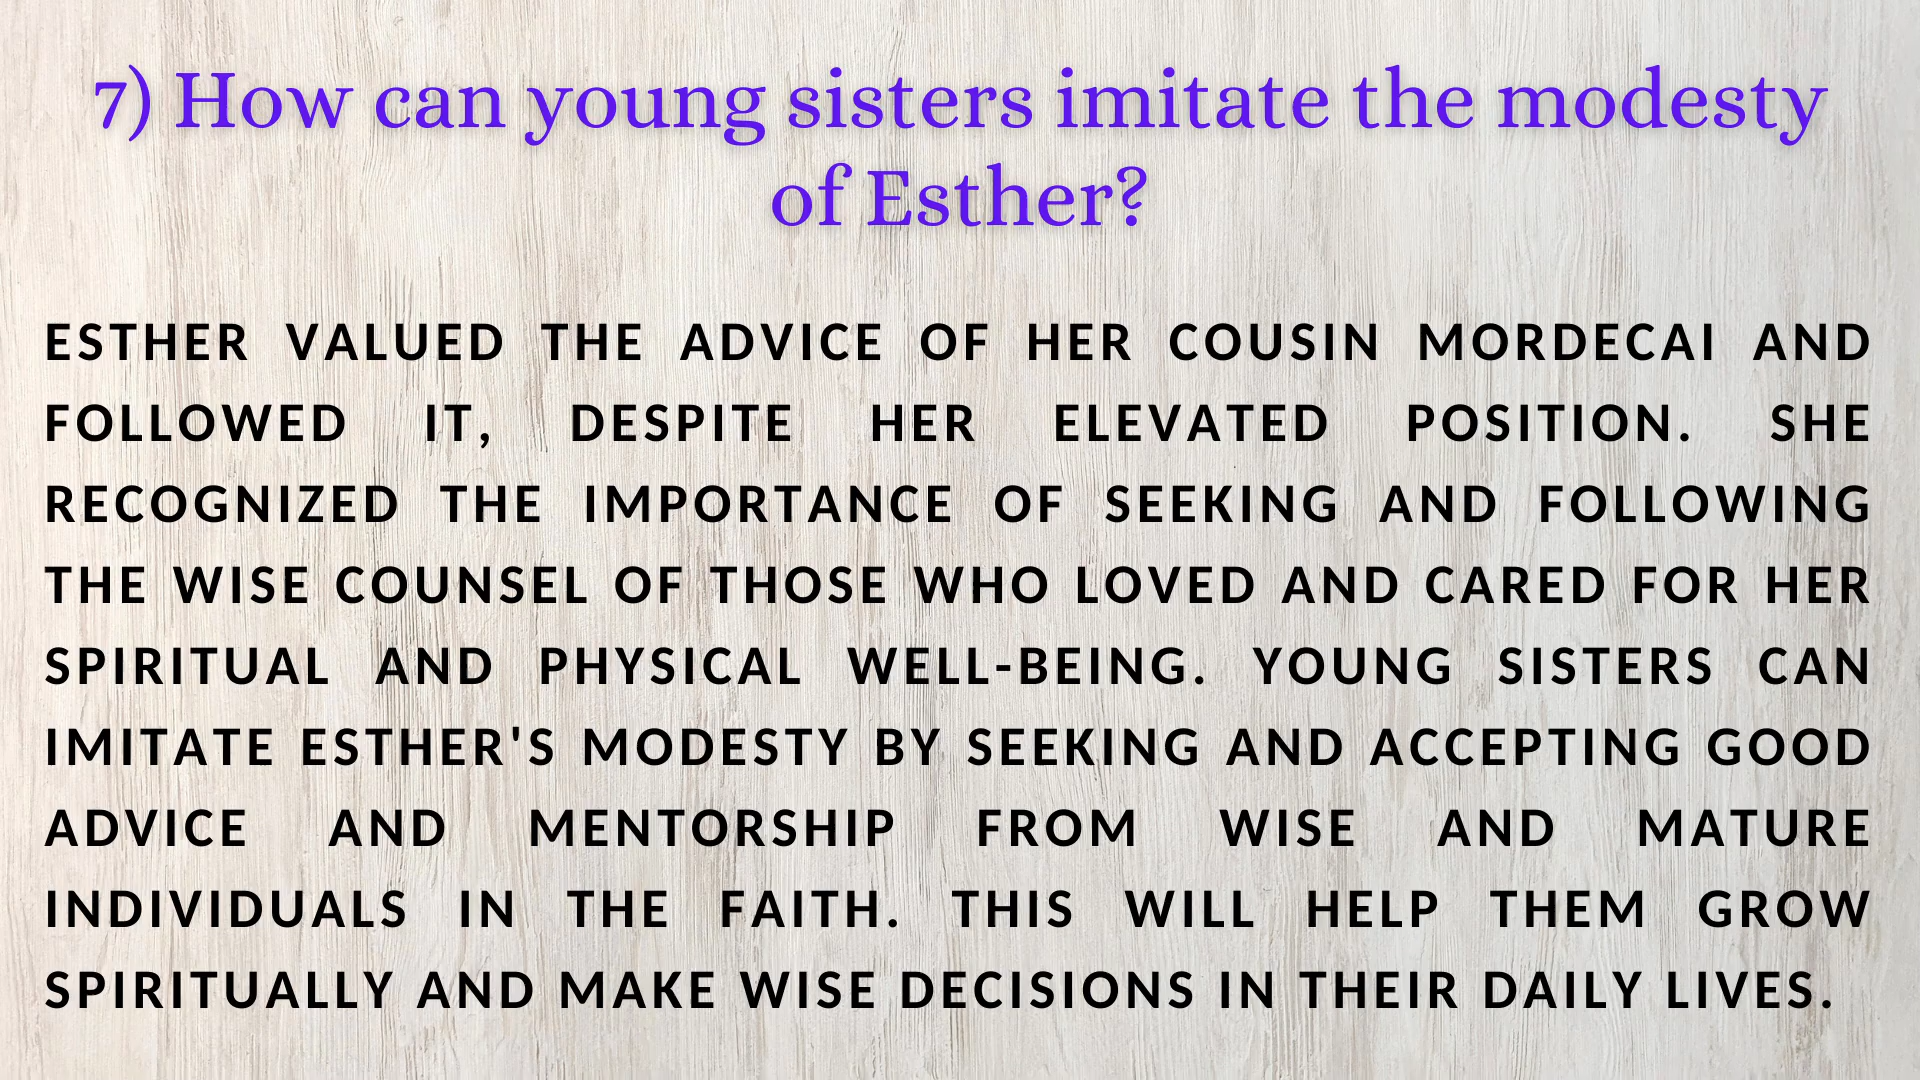 7) How can young sisters imitate the modesty
of Esther?
ESTHER VALUED THE ADVICE OF HER COUSIN MORDECAI AND
FOLLOWED IT, DESPITE HER ELEVATED POSITION. SHE
RECOGNIZED THE IMPORTANCE OF SEEKING AND FOLLOWING
THE WISE COUNSEL OF THOSE WHO LOVED AND CARED FOR HER
SPIRITUAL AND PHYSICAL WELL-BEING. YOUNG SISTERS CAN
IMITATE ESTHER'S MODESTY BY SEEKING AND ACCEPTING GOOD
ADVICE AND MENTORSHIP FROM WISE AND MATURE
INDIVIDUALS IN THE FAITH. THIS WILL HELP THEM GROW
SPIRITUALLY AND MAKE WISE DECISIONS IN THEIR DAILY LIVES.